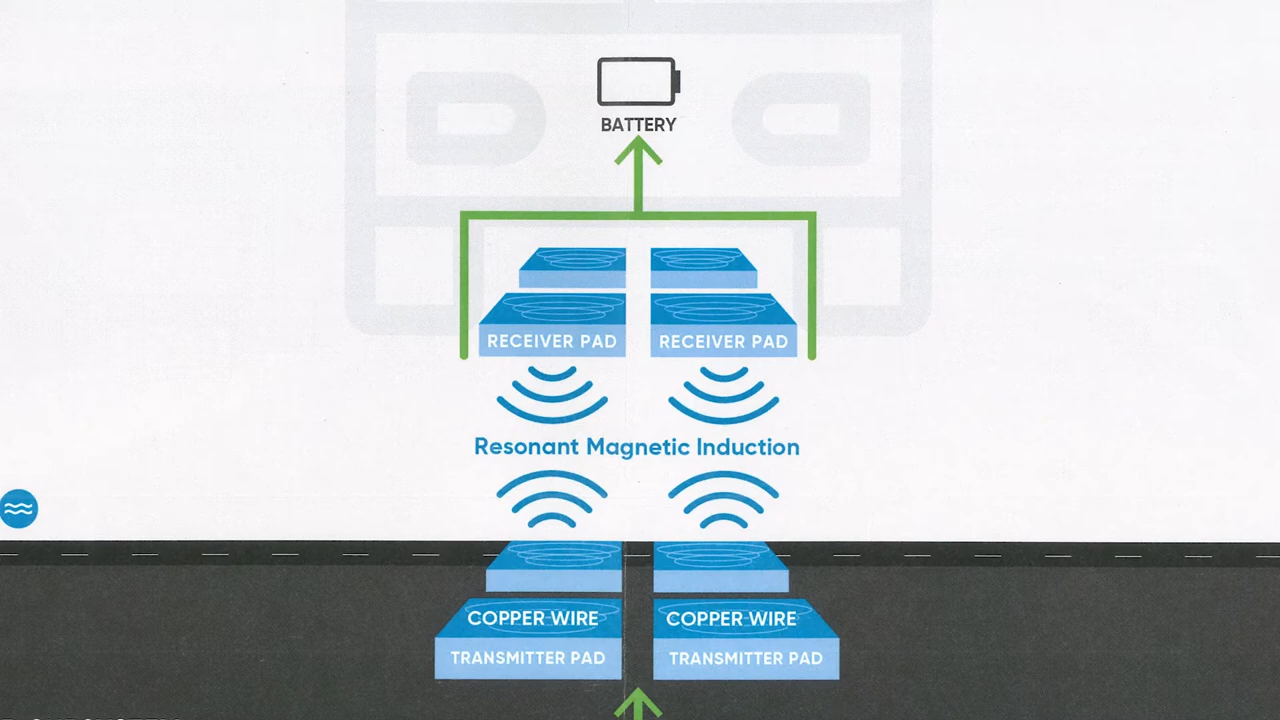 BATTERY
RECEIVER PAD RECEIVER PAD
Resonant Magnetic Induction
COPPER WIRE COPPER WIRE
TRANSMITTER PAD TRANSMITTER PAD